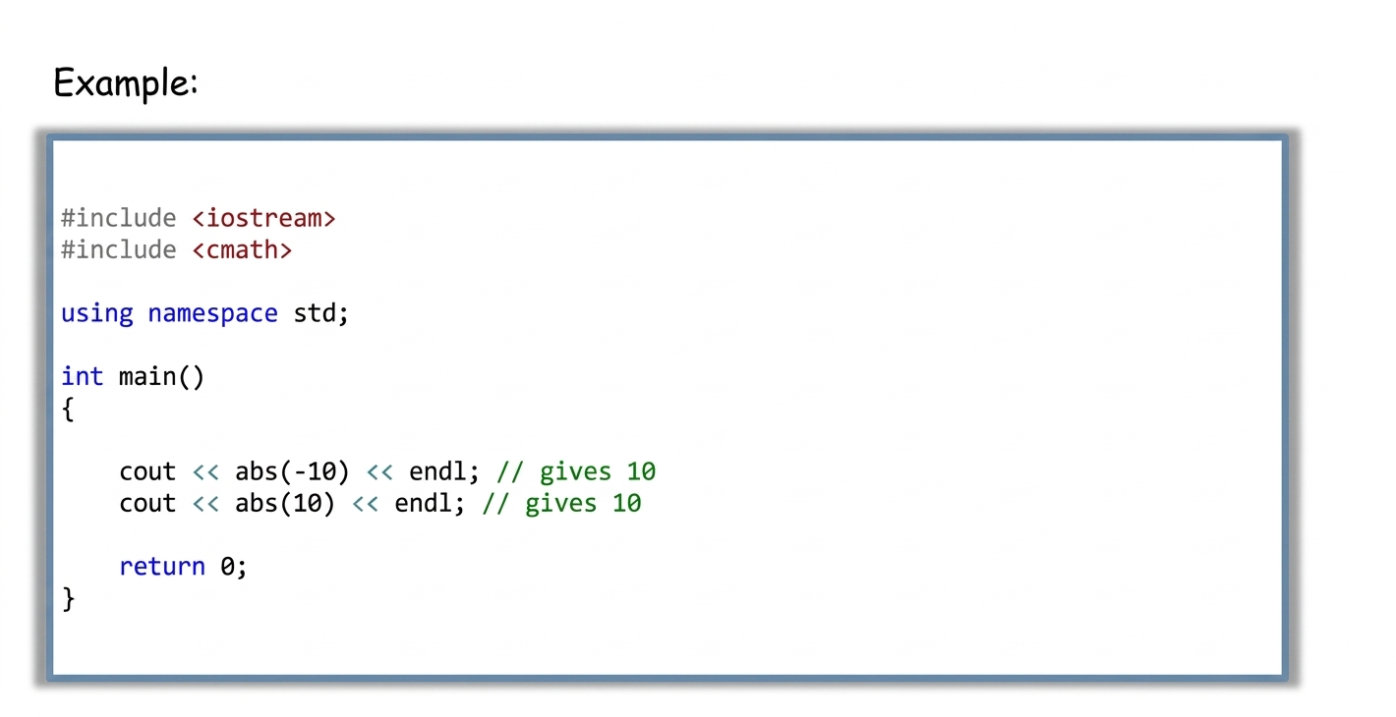 Example:
#include <iostream>
#include <cmath>
using namespace std;
int main()
{
cout << abs(-10) << endl; // gives 10
cout << abs(10) << endl; // gives 10
return 0;
}